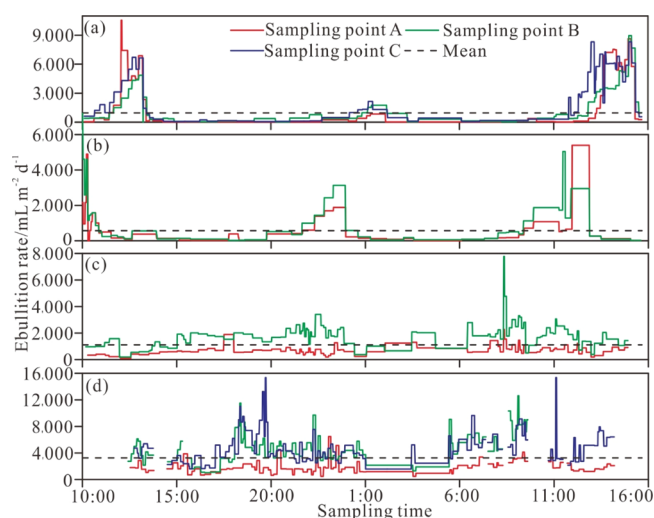 (a)
Sampling point A
Sampling point B
Sampling point C
Mean
9.000
6.000
3.000
0
(b)
6.000
4.000
2.000
0
(c)
8.000
6.000
4.000
2.000
0
(d)
16.000
12.000
8.000
4.000
0
Ebullition rate/mL m⁻² d⁻¹
10:00 15:00 20:00 1:00 6:00 11:00 16:00
Sampling time